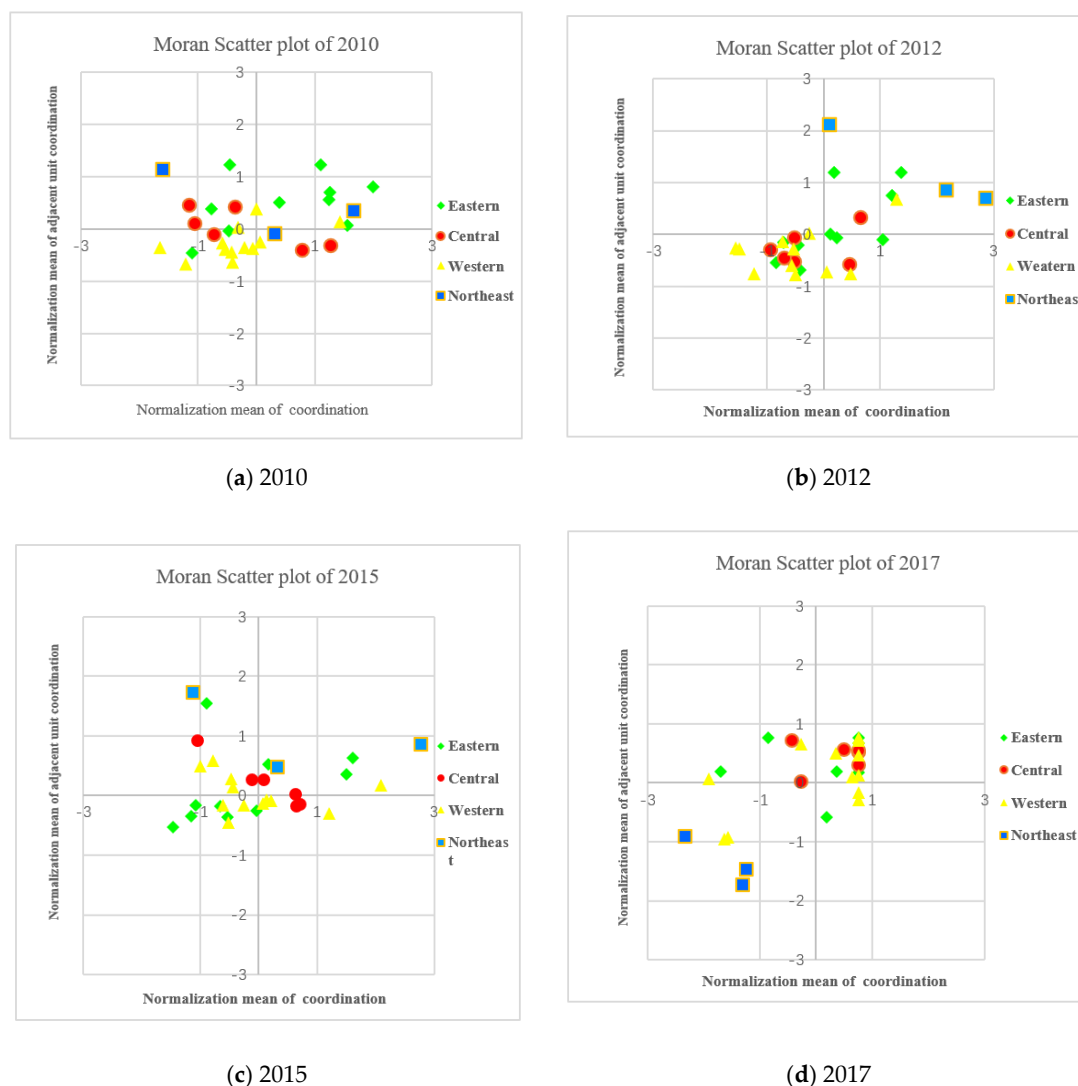 Moran Scatter plot of 2010
Normalization mean of adjacent unit coordination
3
2
1
0
-3
-1
1
3
-1
-2
-3
Eastern
Central
Western
Northeast
Normalization mean of coordination
(a) 2010
Moran Scatter plot of 2012
Normalization mean of adjacent unit coordination
3
2
1
0
-3
-1
1
3
-1
-2
-3
Eastern
Central
Weatern
Northeas
Normalization mean of coordination
(b) 2012
Moran Scatter plot of 2015
Normalization mean of adjacent unit coordination
3
2
1
0
-3
-1
1
3
-1
-2
-3
Eastern
Central
Western
Northeas
t
Normalization mean of coordination
(c) 2015
Moran Scatter plot of 2017
Normalization mean of adjacent unit coordination
3
2
1
0
-3
-1
1
3
-1
-2
-3
Eastern
Central
Western
Northeast
Normalization mean of coordination
(d) 2017